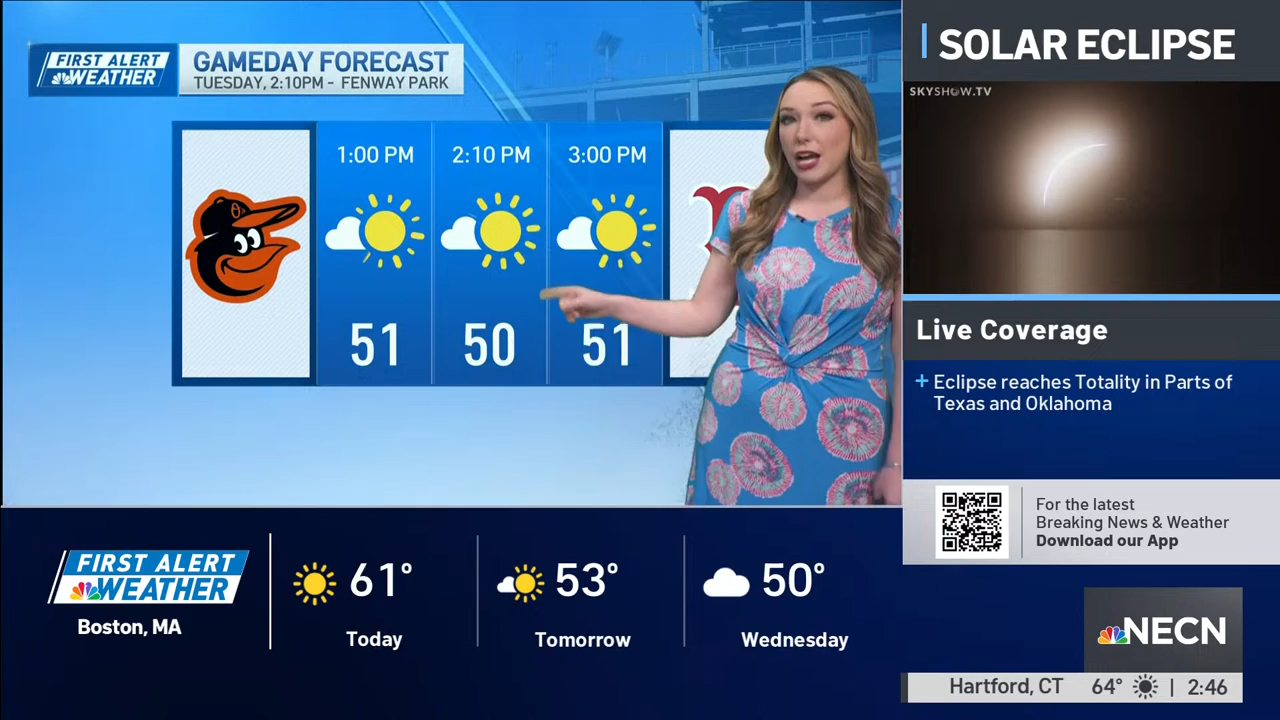 FIRST ALERT
WEATHER
GAMEDAY FORECAST
TUESDAY, 2:10PM - FENWAY PARK
1:00 PM
2:10 PM
3:00 PM
51
50
51
SOLAR ECLIPSE
SKYSHOW.TV
Live Coverage
+ Eclipse reaches Totality in Parts of
Texas and Oklahoma
For the latest
Breaking News & Weather
Download our App
FIRST ALERT
WEATHER
Boston, MA
61°
Today
53°
Tomorrow
50°
Wednesday
NECN
Hartford, CT 64° | 2:46